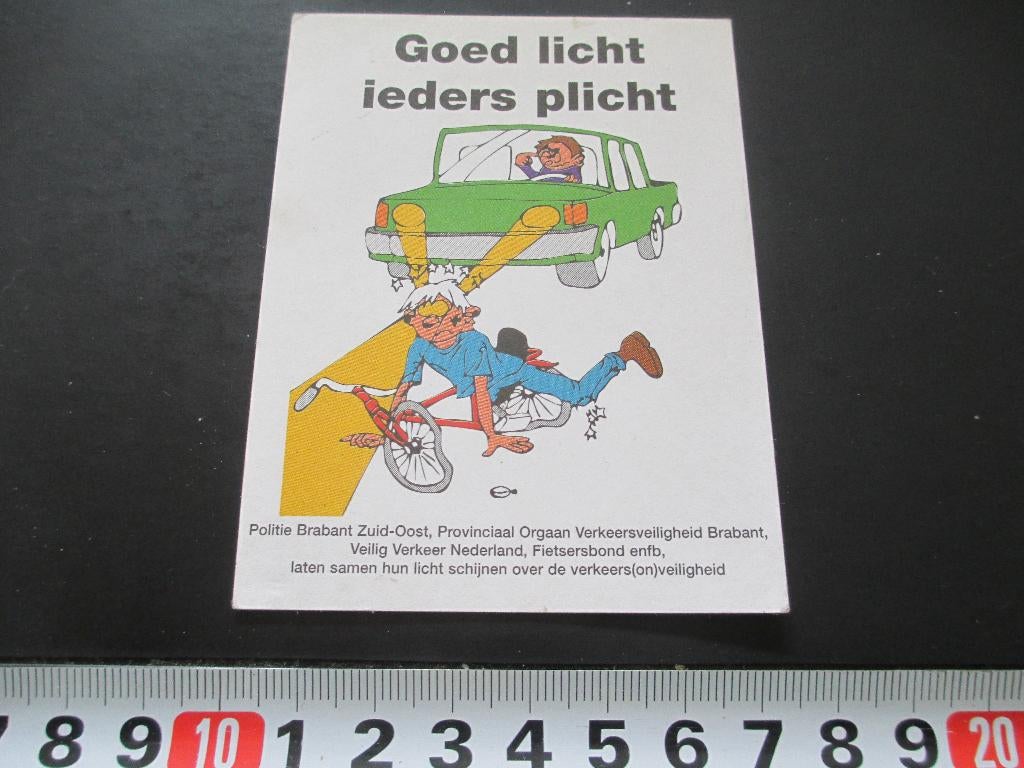 Goed licht
ieders plicht
Politie Brabant Zuid-Oost, Provinciaal Orgaan Verkeersveiligheid Brabant,
Veilig Verkeer Nederland, Fietsersbond enfb,
laten samen hun licht schijnen over de verkeers(on)veiligheid
7 8 9 10 1 2 3 4 5 6 7 8 9 20